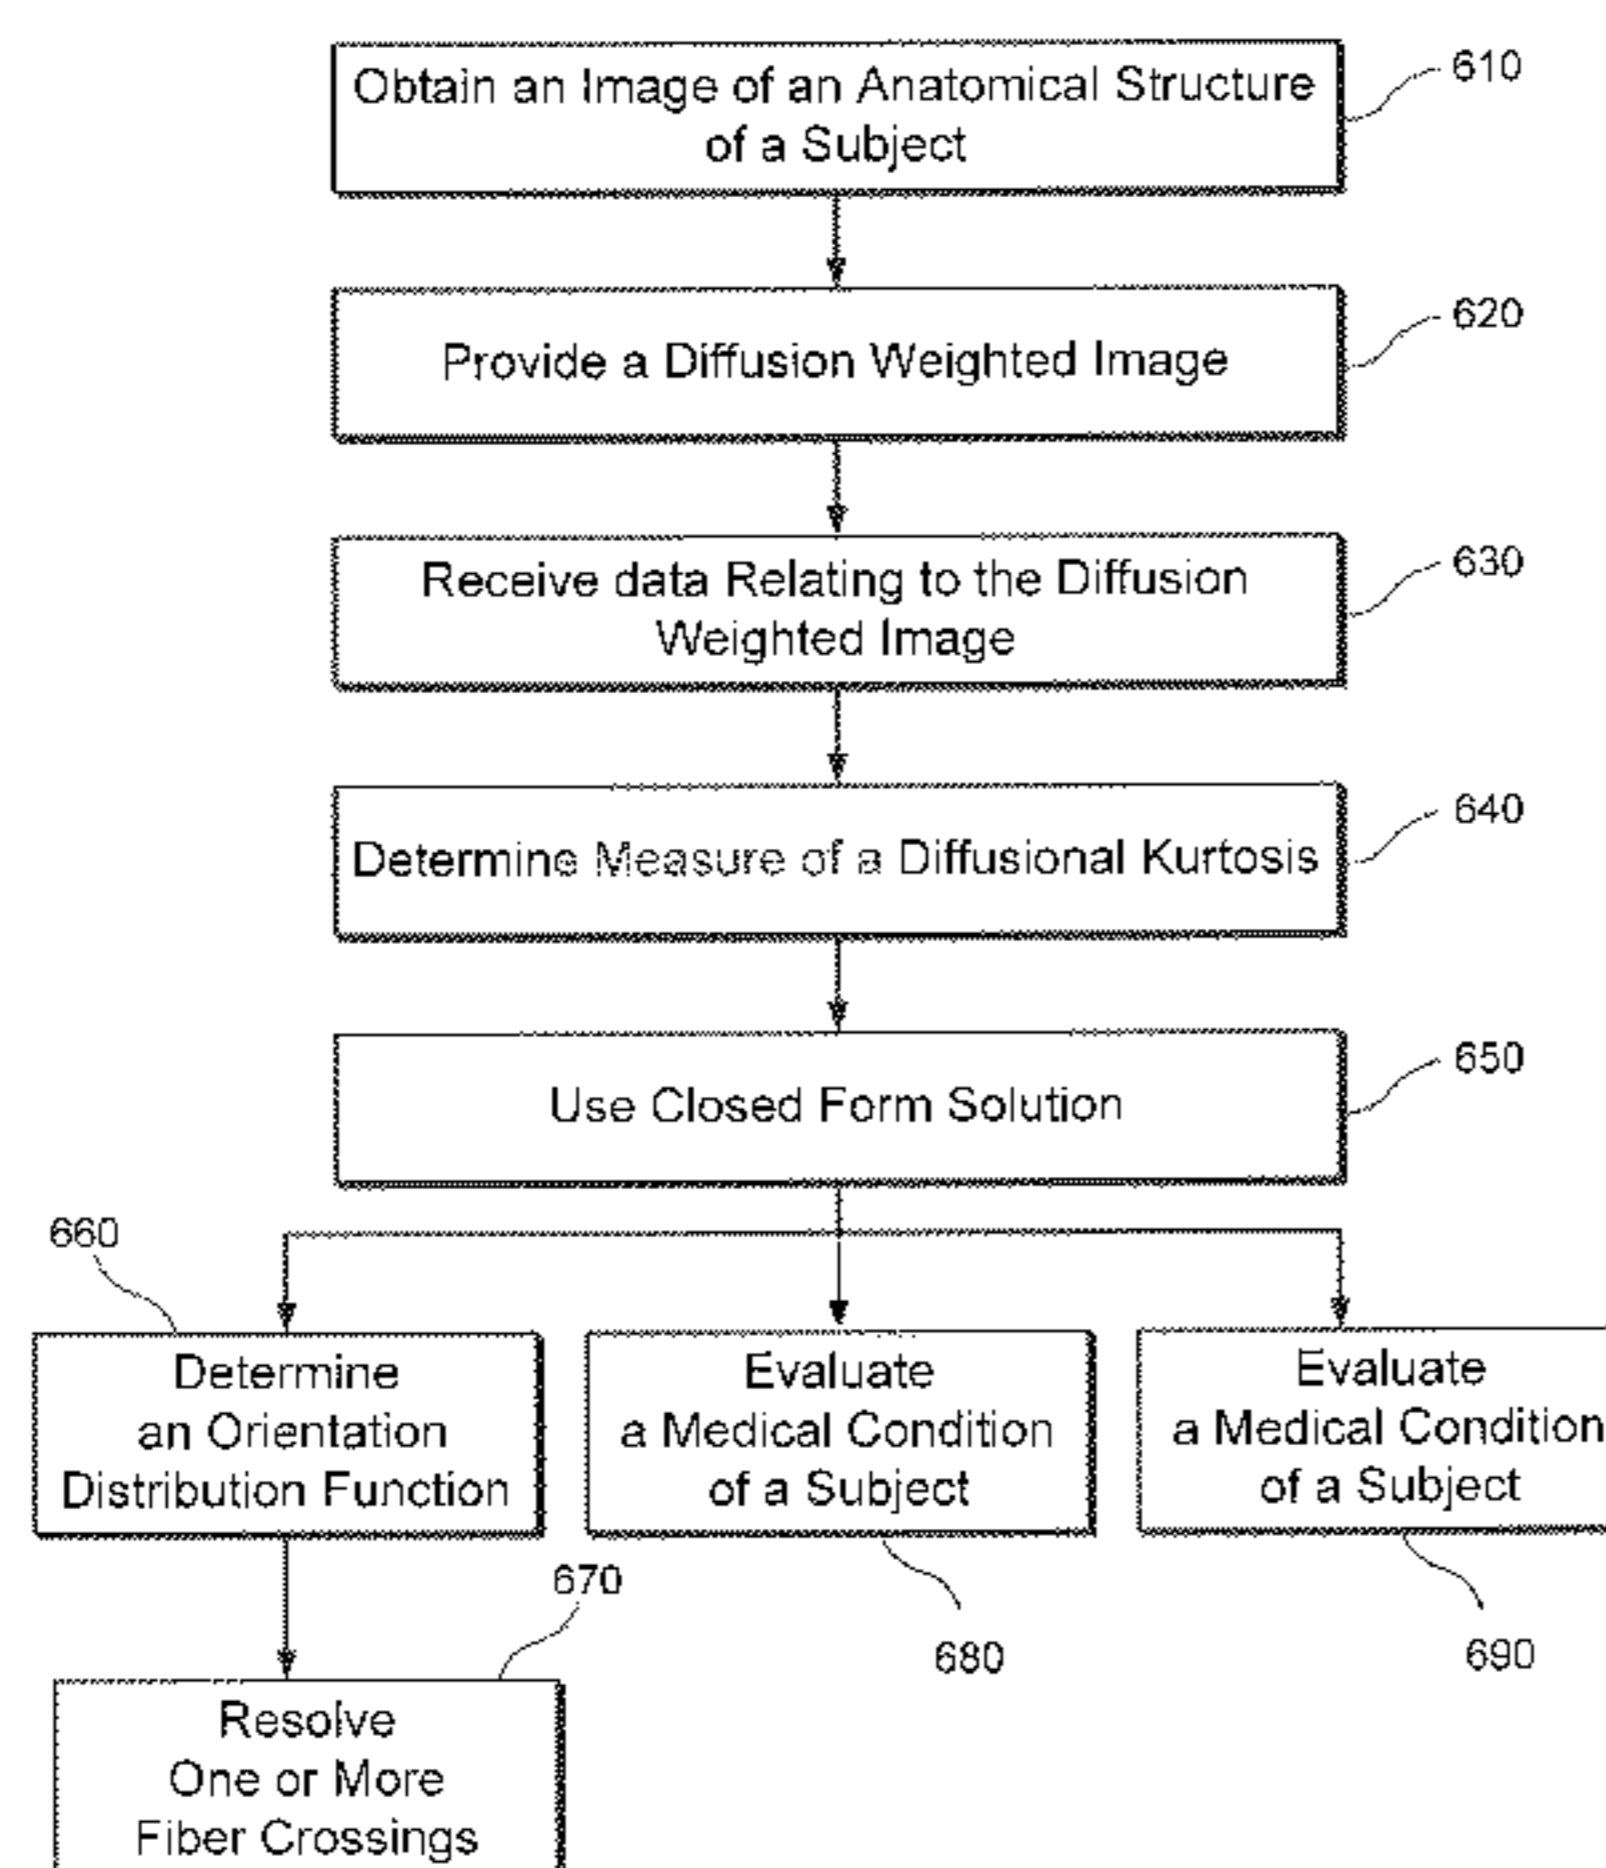 Obtain an Image of an Anatomical Structure
of a Subject
610
Provide a Diffusion Weighted Image
620
Receive data Relating to the Diffusion
Weighted Image
630
Determine Measure of a Diffusional Kurtosis
640
Use Closed Form Solution
650
660
Determine
an Orientation
Distribution Function
Evaluate
a Medical Condition
of a Subject
680
Evaluate
a Medical Condition
of a Subject
690
670
Resolve
One or More
Fiber Crossings